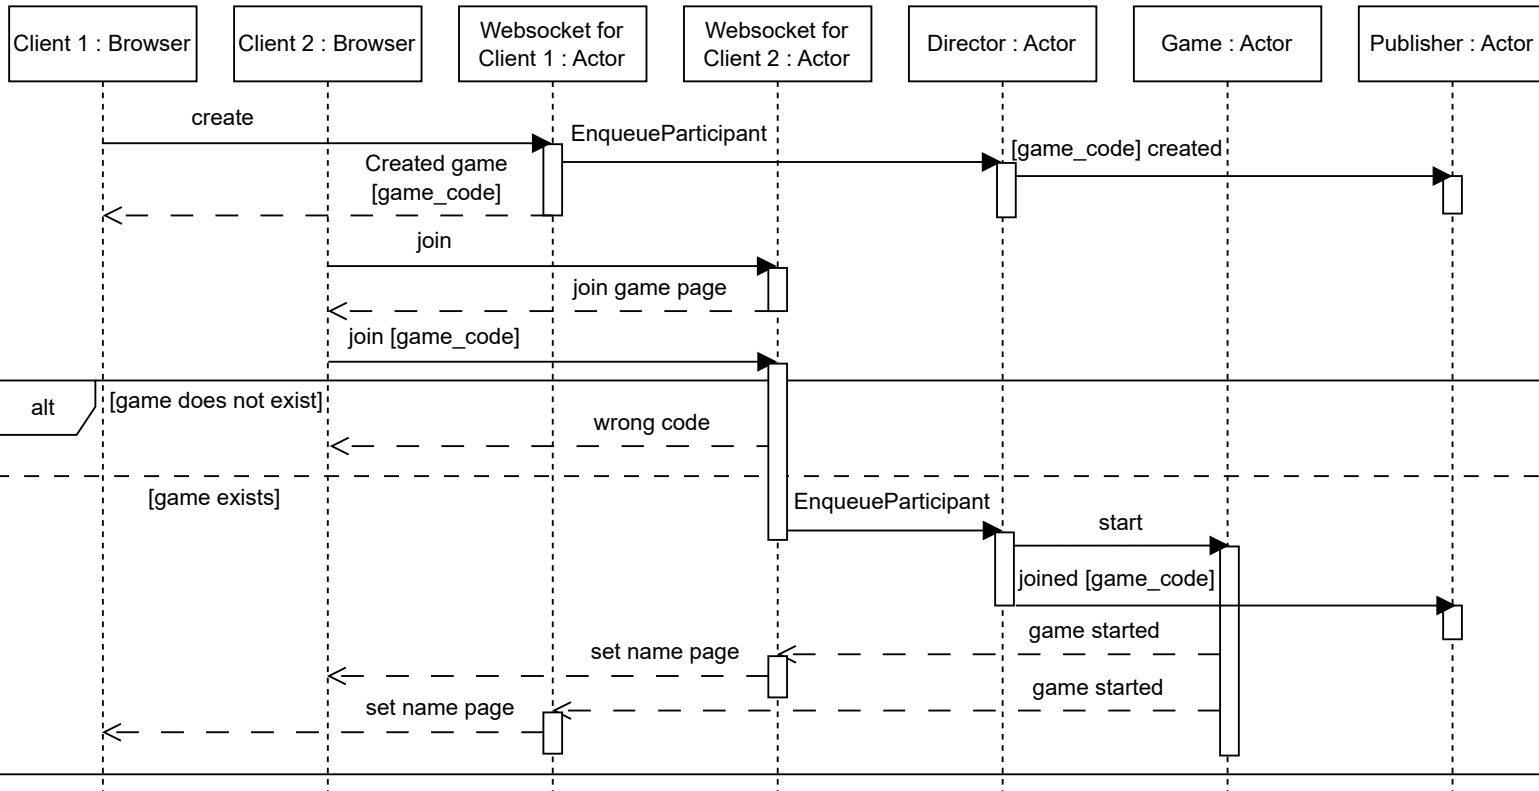 Client 1 : Browser
Client 2 : Browser
Websocket for
Client 1 : Actor
Websocket for
Client 2 : Actor
Director : Actor
Game : Actor
Publisher : Actor
create
EnqueueParticipant
[game_code] created
Created game
[game_code]
join
join game page
join [game_code]
alt
[game does not exist]
wrong code
[game exists]
EnqueueParticipant
start
joined [game_code]
game started
set name page
game started
set name page